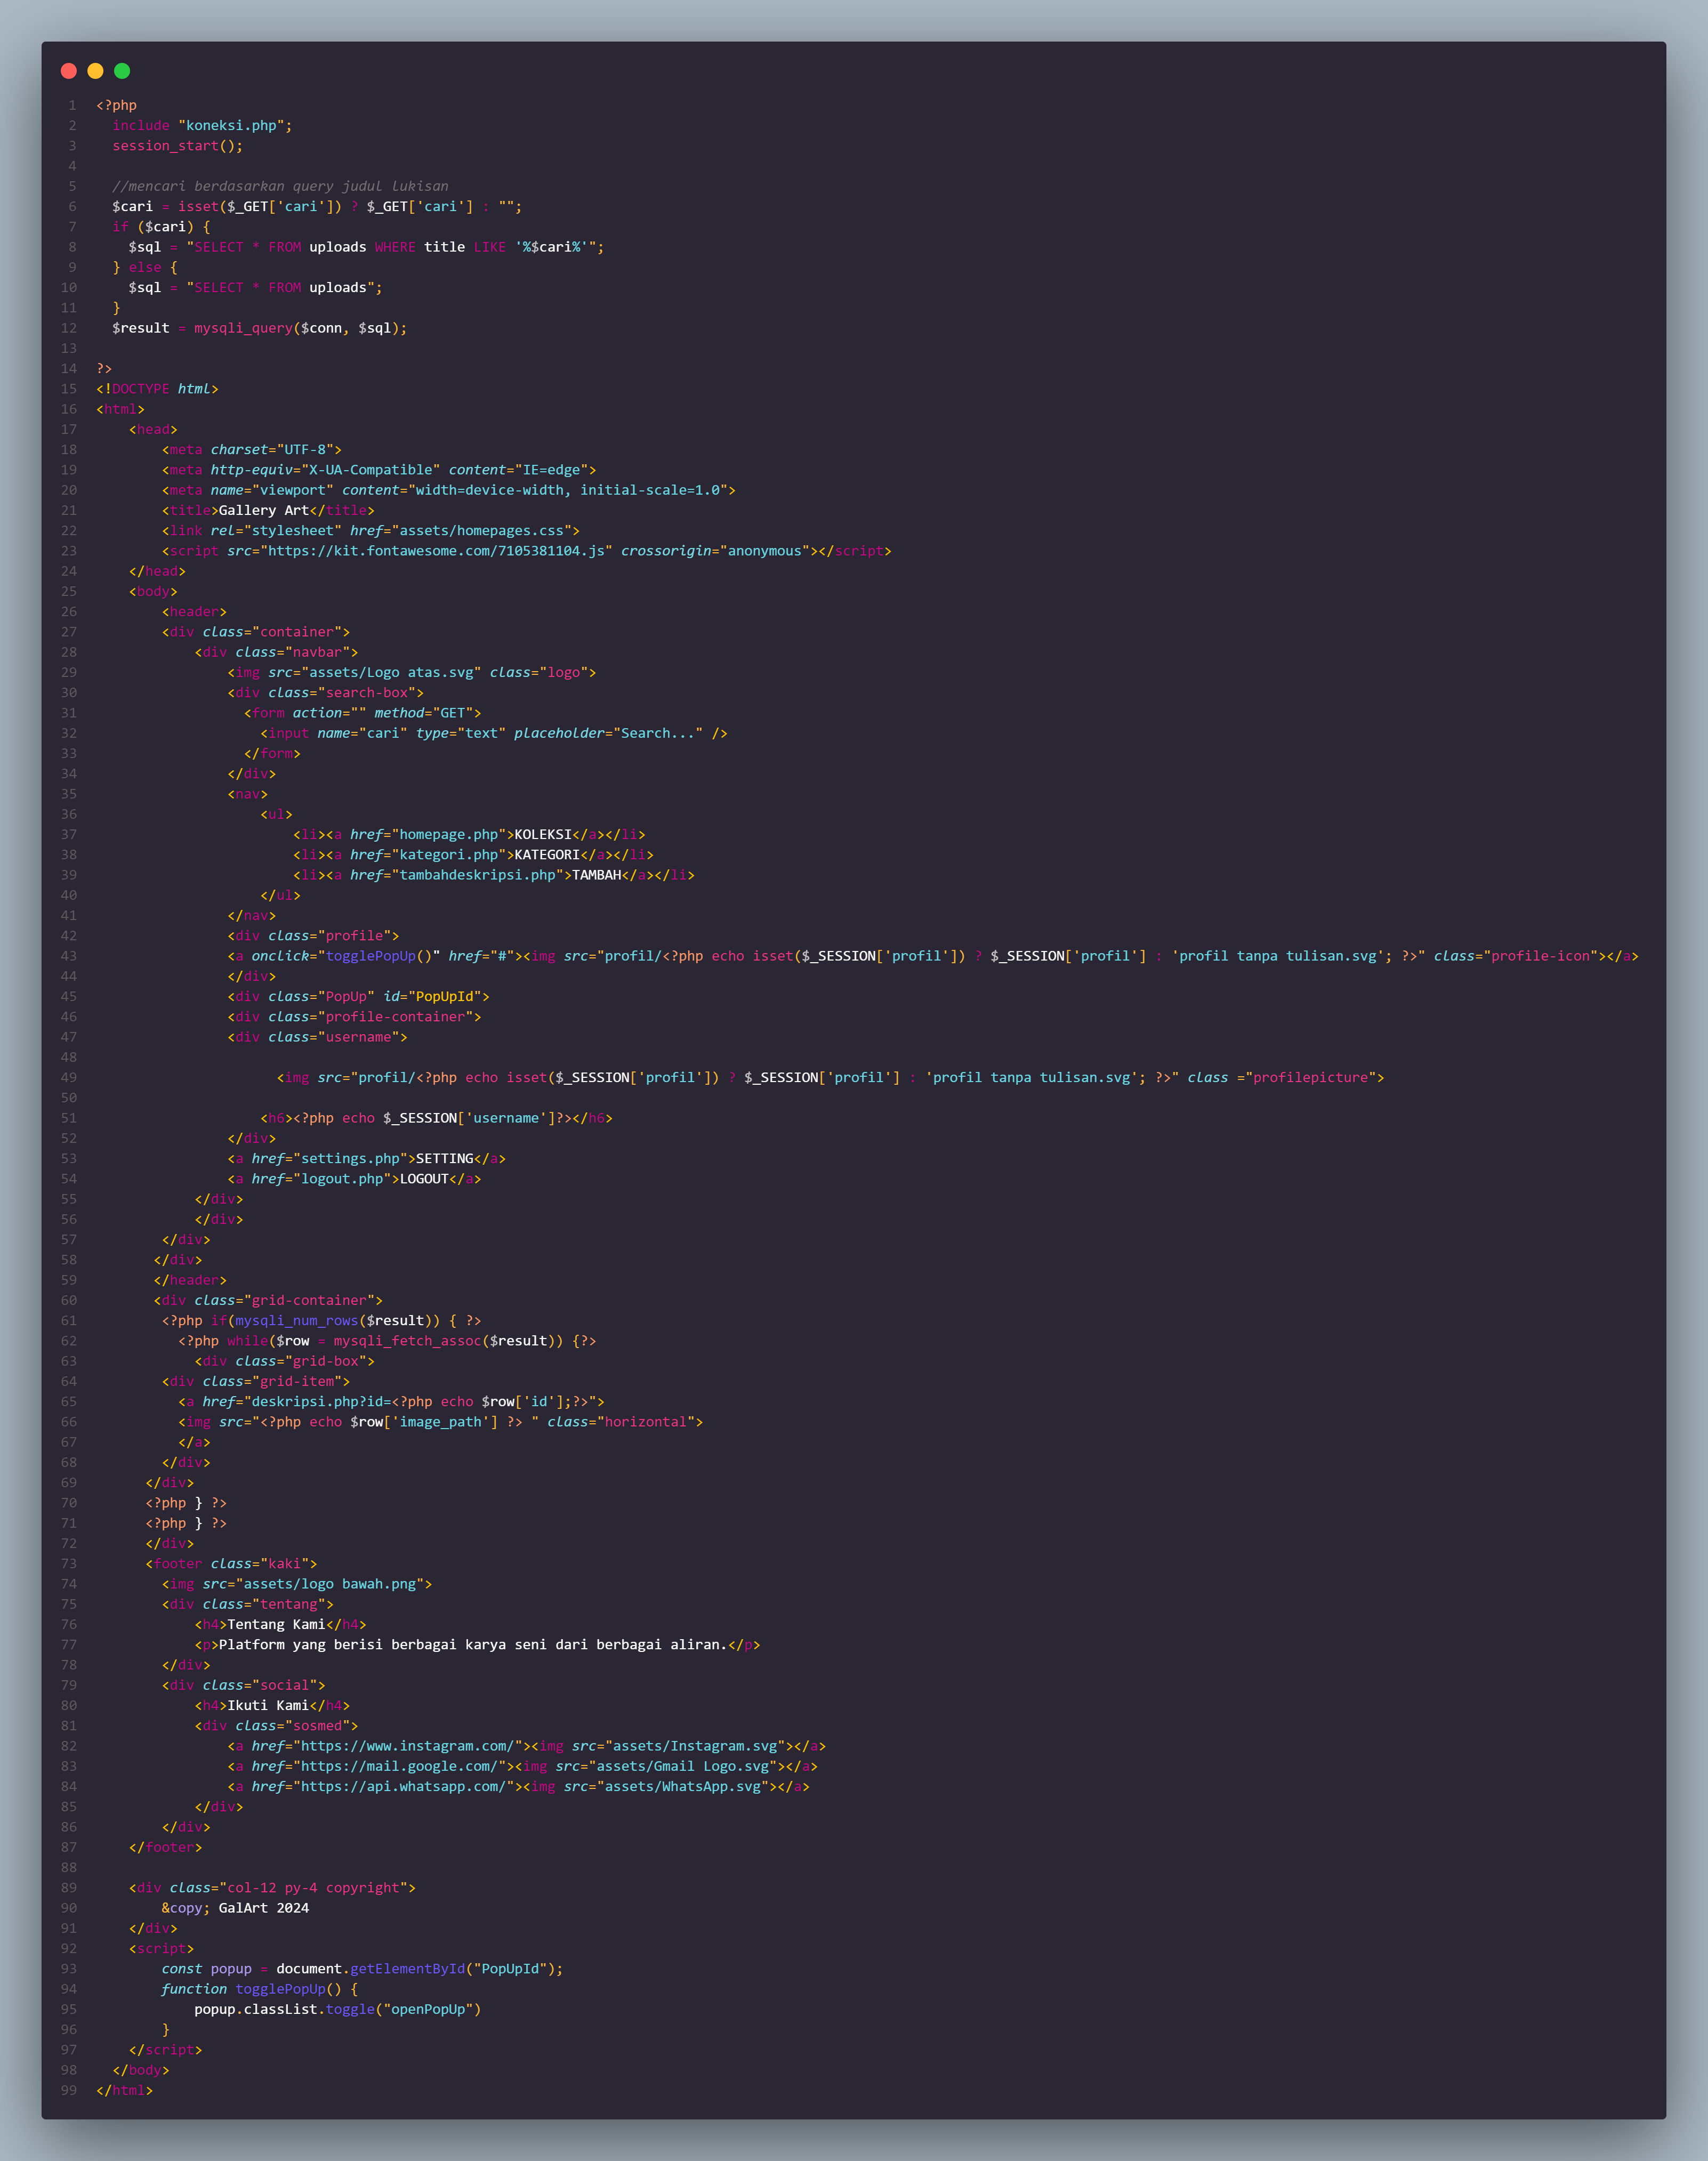 1 <?php
2   include "koneksi.php";
3   session_start();
4
5   //mencari berdasarkan query judul lukisan
6   $cari = isset($_GET['cari']) ? $_GET['cari'] : "";
7   if ($cari) {
8     $sql = "SELECT * FROM uploads WHERE title LIKE '%$cari%'";
9   } else {
10     $sql = "SELECT * FROM uploads";
11   }
12   $result = mysqli_query($conn, $sql);
13
14 ?>
15 <!DOCTYPE html>
16 <html>
17     <head>
18         <meta charset="UTF-8">
19         <meta http-equiv="X-UA-Compatible" content="IE=edge">
20         <meta name="viewport" content="width=device-width, initial-scale=1.0">
21         <title>Gallery Art</title>
22         <link rel="stylesheet" href="assets/homepages.css">
23         <script src="https://kit.fontawesome.com/7105381104.js" crossorigin="anonymous"></script>
24     </head>
25     <body>
26         <header>
27         <div class="container">
28             <div class="navbar">
29                 <img src="assets/Logo atas.svg" class="logo">
30                 <div class="search-box">
31                   <form action="" method="GET">
32                     <input name="cari" type="text" placeholder="Search..." />
33                   </form>
34                 </div>
35                 <nav>
36                     <ul>
37                         <li><a href="homepage.php">KOLEKSI</a></li>
38                         <li><a href="kategori.php">KATEGORI</a></li>
39                         <li><a href="tambahdeskripsi.php">TAMBAH</a></li>
40                     </ul>
41                 </nav>
42                 <div class="profile">
43                 <a onclick="togglePopUp()" href="#"><img src="profil/<?php echo isset($_SESSION['profil']) ? $_SESSION['profil'] : 'profil tanpa tulisan.svg'; ?>" class="profile-icon"></a>
44                 </div>
45                 <div class="PopUp" id="PopUpId">
46                 <div class="profile-container">
47                 <div class="username">
48
49                       <img src="profil/<?php echo isset($_SESSION['profil']) ? $_SESSION['profil'] : 'profil tanpa tulisan.svg'; ?>" class ="profilepicture">
50
51                     <h6><?php echo $_SESSION['username']?></h6>
52                 </div>
53                 <a href="settings.php">SETTING</a>
54                 <a href="logout.php">LOGOUT</a>
55             </div>
56             </div>
57         </div>
58        </div>
59        </header>
60        <div class="grid-container">
61         <?php if(mysqli_num_rows($result)) { ?>
62           <?php while($row = mysqli_fetch_assoc($result)) {?>
63             <div class="grid-box">
64         <div class="grid-item">
65           <a href="deskripsi.php?id=<?php echo $row['id'];?>">
66           <img src="<?php echo $row['image_path'] ?> " class="horizontal">
67           </a>
68         </div>
69       </div>
70       <?php } ?>
71       <?php } ?>
72       </div>
73       <footer class="kaki">
74         <img src="assets/logo bawah.png">
75         <div class="tentang">
76             <h4>Tentang Kami</h4>
77             <p>Platform yang berisi berbagai karya seni dari berbagai aliran.</p>
78         </div>
79         <div class="social">
80             <h4>Ikuti Kami</h4>
81             <div class="sosmed">
82                 <a href="https://www.instagram.com/"><img src="assets/Instagram.svg"></a>
83                 <a href="https://mail.google.com/"><img src="assets/Gmail Logo.svg"></a>
84                 <a href="https://api.whatsapp.com/"><img src="assets/WhatsApp.svg"></a>
85             </div>
86         </div>
87     </footer>
88
89     <div class="col-12 py-4 copyright">
90         &copy; GalArt 2024
91     </div>
92     <script>
93         const popup = document.getElementById("PopUpId");
94         function togglePopUp() {
95             popup.classList.toggle("openPopUp")
96         }
97     </script>
98   </body>
99 </html>